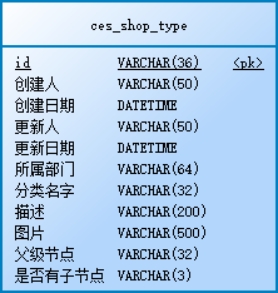 ces_shop_type
id VARCHAR(36) <pk>
创建人 VARCHAR(50)
创建日期 DATETIME
更新人 VARCHAR(50)
更新日期 DATETIME
所属部门 VARCHAR(64)
分类名字 VARCHAR(32)
描述 VARCHAR(200)
图片 VARCHAR(500)
父级节点 VARCHAR(32)
是否有子节点 VARCHAR(3)